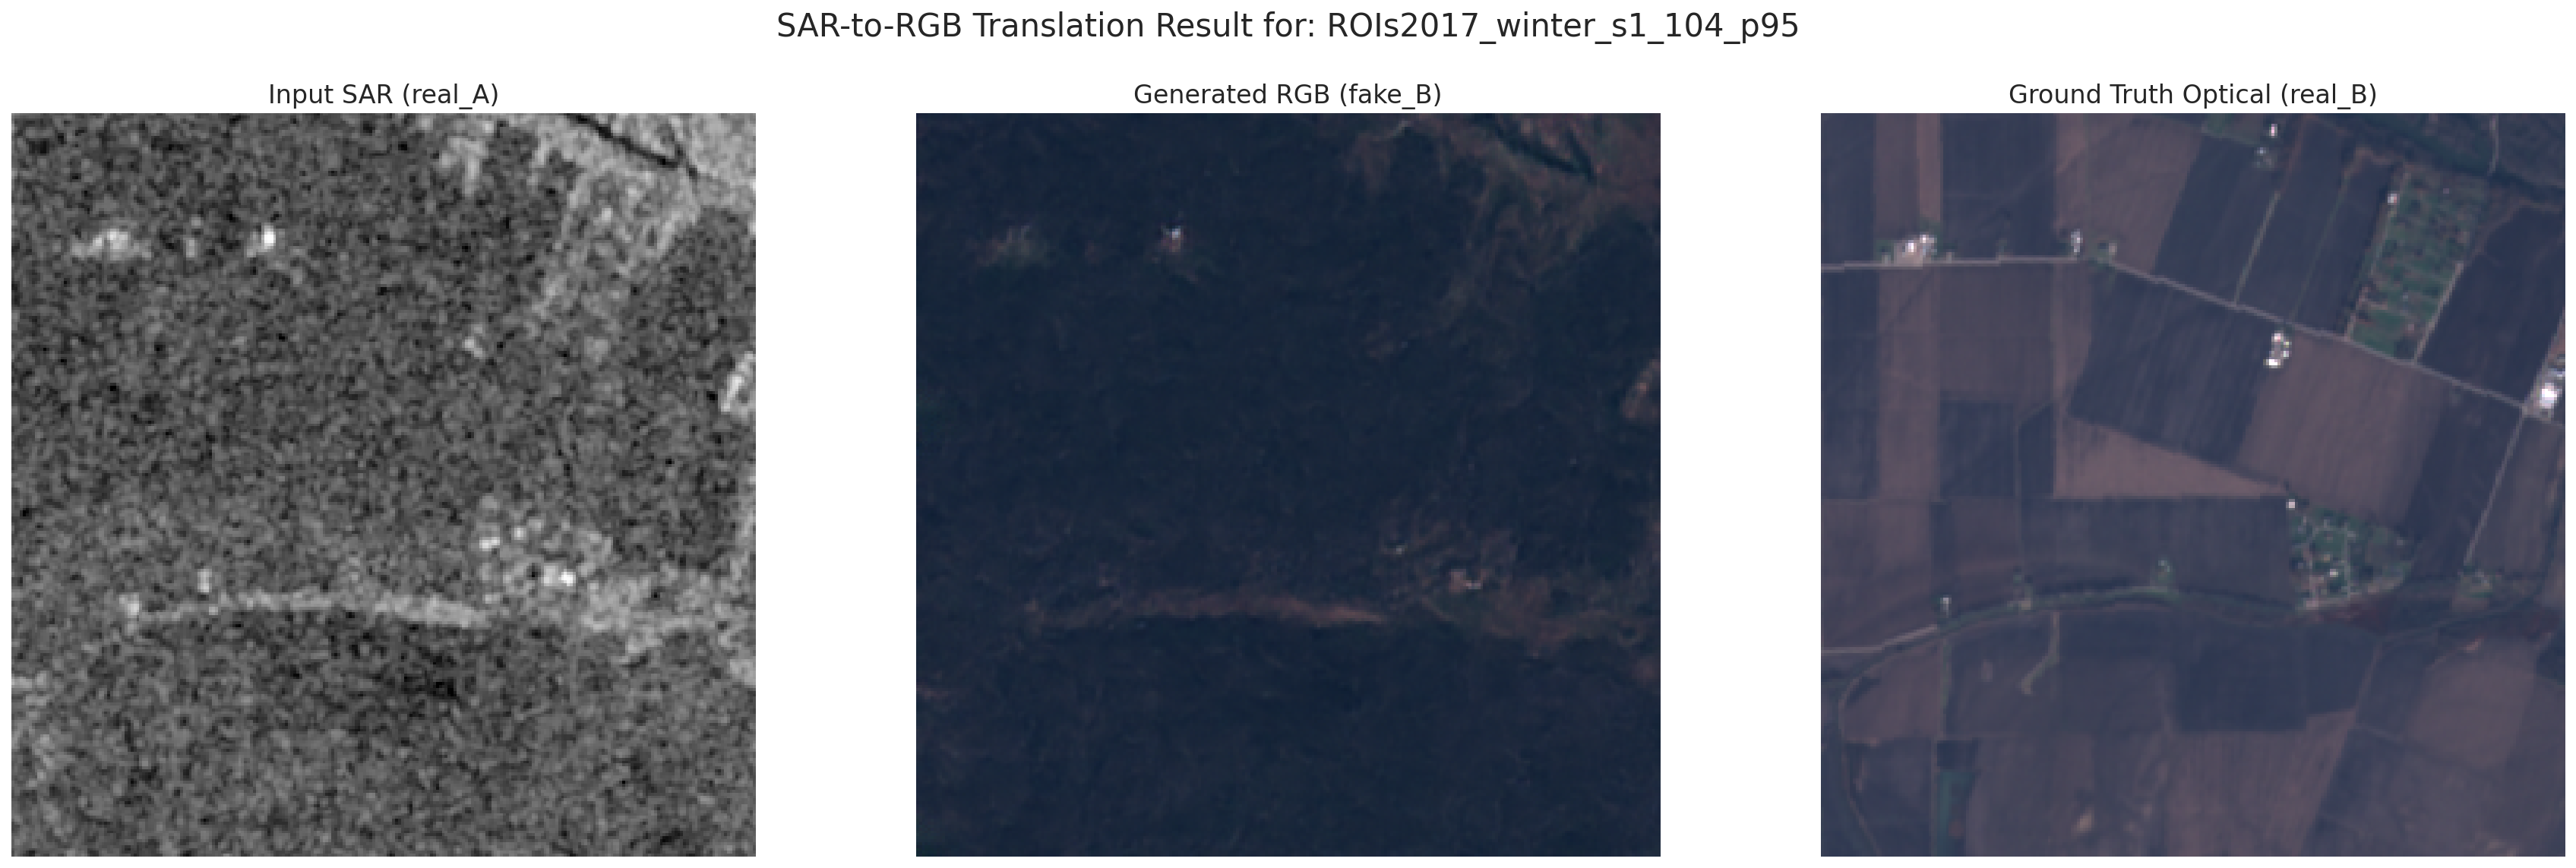 SAR-to-RGB Translation Result for: ROIs2017_winter_s1_104_p95
Input SAR (real_A)
Generated RGB (fake_B)
Ground Truth Optical (real_B)